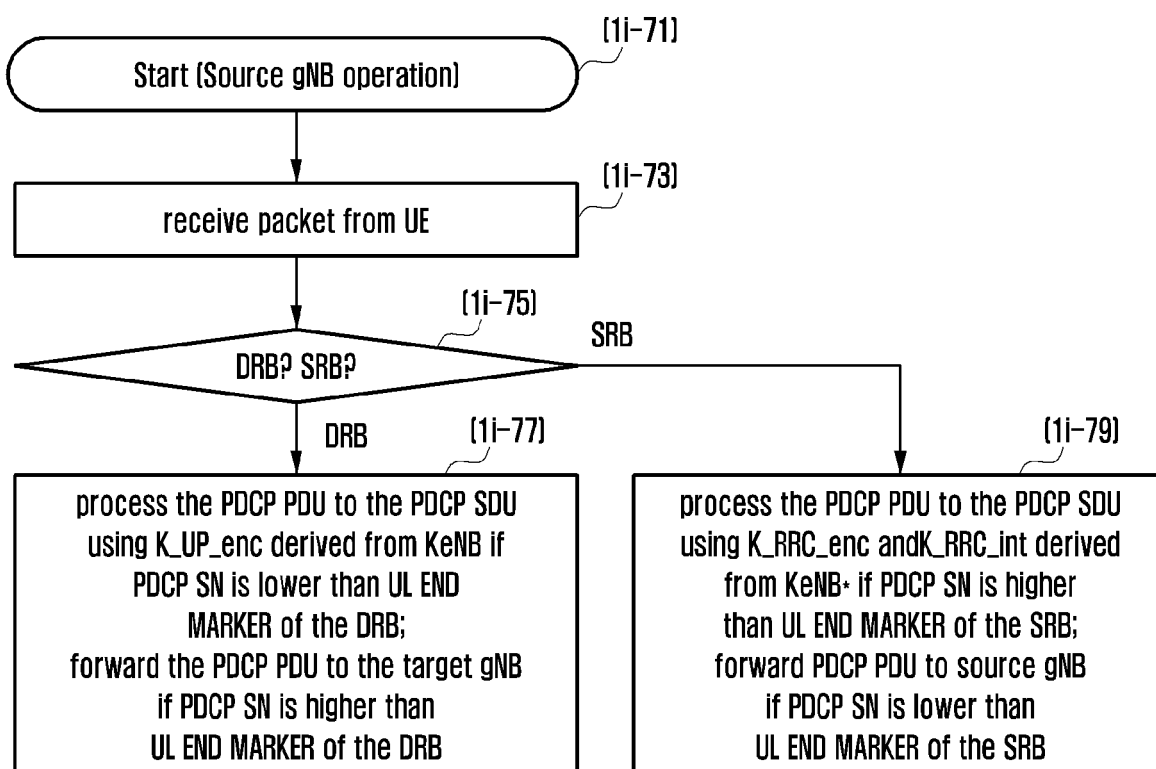 (1i-71)
Start (Source gNB operation)
(1i-73)
receive packet from UE
(1i-75)
DRB? SRB?
SRB
DRB
(1i-77)
process the PDCP PDU to the PDCP SDU
using K_UP_enc derived from KeNB if
PDCP SN is lower than UL END
MARKER of the DRB;
forward the PDCP PDU to the target gNB
if PDCP SN is higher than
UL END MARKER of the DRB
(1i-79)
process the PDCP PDU to the PDCP SDU
using K_RRC_enc andK_RRC_int derived
from KeNB* if PDCP SN is higher
than UL END MARKER of the SRB;
forward PDCP PDU to source gNB
if PDCP SN is lower than
UL END MARKER of the SRB